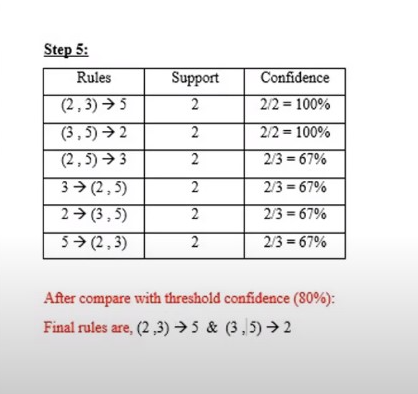 Step 5:
Rules Support Confidence
(2 , 3) → 5 2 2/2 = 100%
(3 , 5) → 2 2 2/2 = 100%
(2 , 5) → 3 2 2/3 = 67%
3 → (2 , 5) 2 2/3 = 67%
2 → (3 , 5) 2 2/3 = 67%
5 → (2 , 3) 2 2/3 = 67%
After compare with threshold confidence (80%):
Final rules are, (2 ,3) → 5 & (3 , 5) → 2